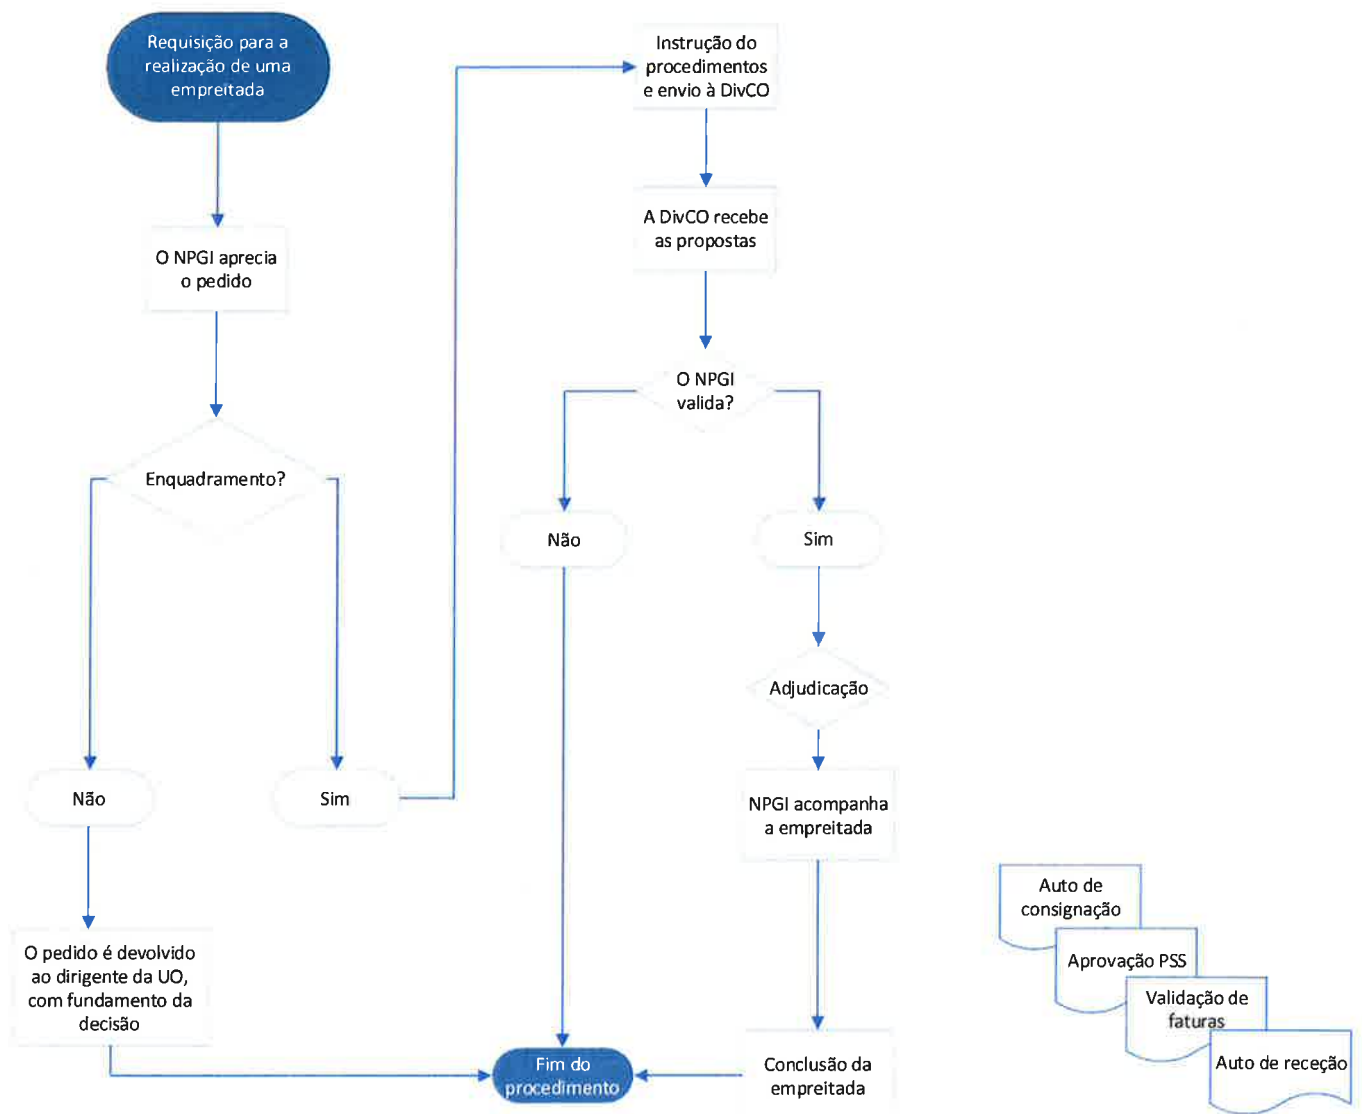 Requisição para a
realização de uma
empreitada
O NPGI aprecia
o pedido
Enquadramento?
Não
Sim
O pedido é devolvido
ao dirigente da UO,
com fundamento da
decisão
Instrução do
procedimentos
e envio à DivCO
A DivCO recebe
as propostas
O NPGI
valida?
Não
Sim
Adjudicação
NPGI acompanha
a empreitada
Conclusão da
empreitada
Fim do
procedimento
Auto de
consignação
Aprovação PSS
Validação de
faturas
Auto de receção